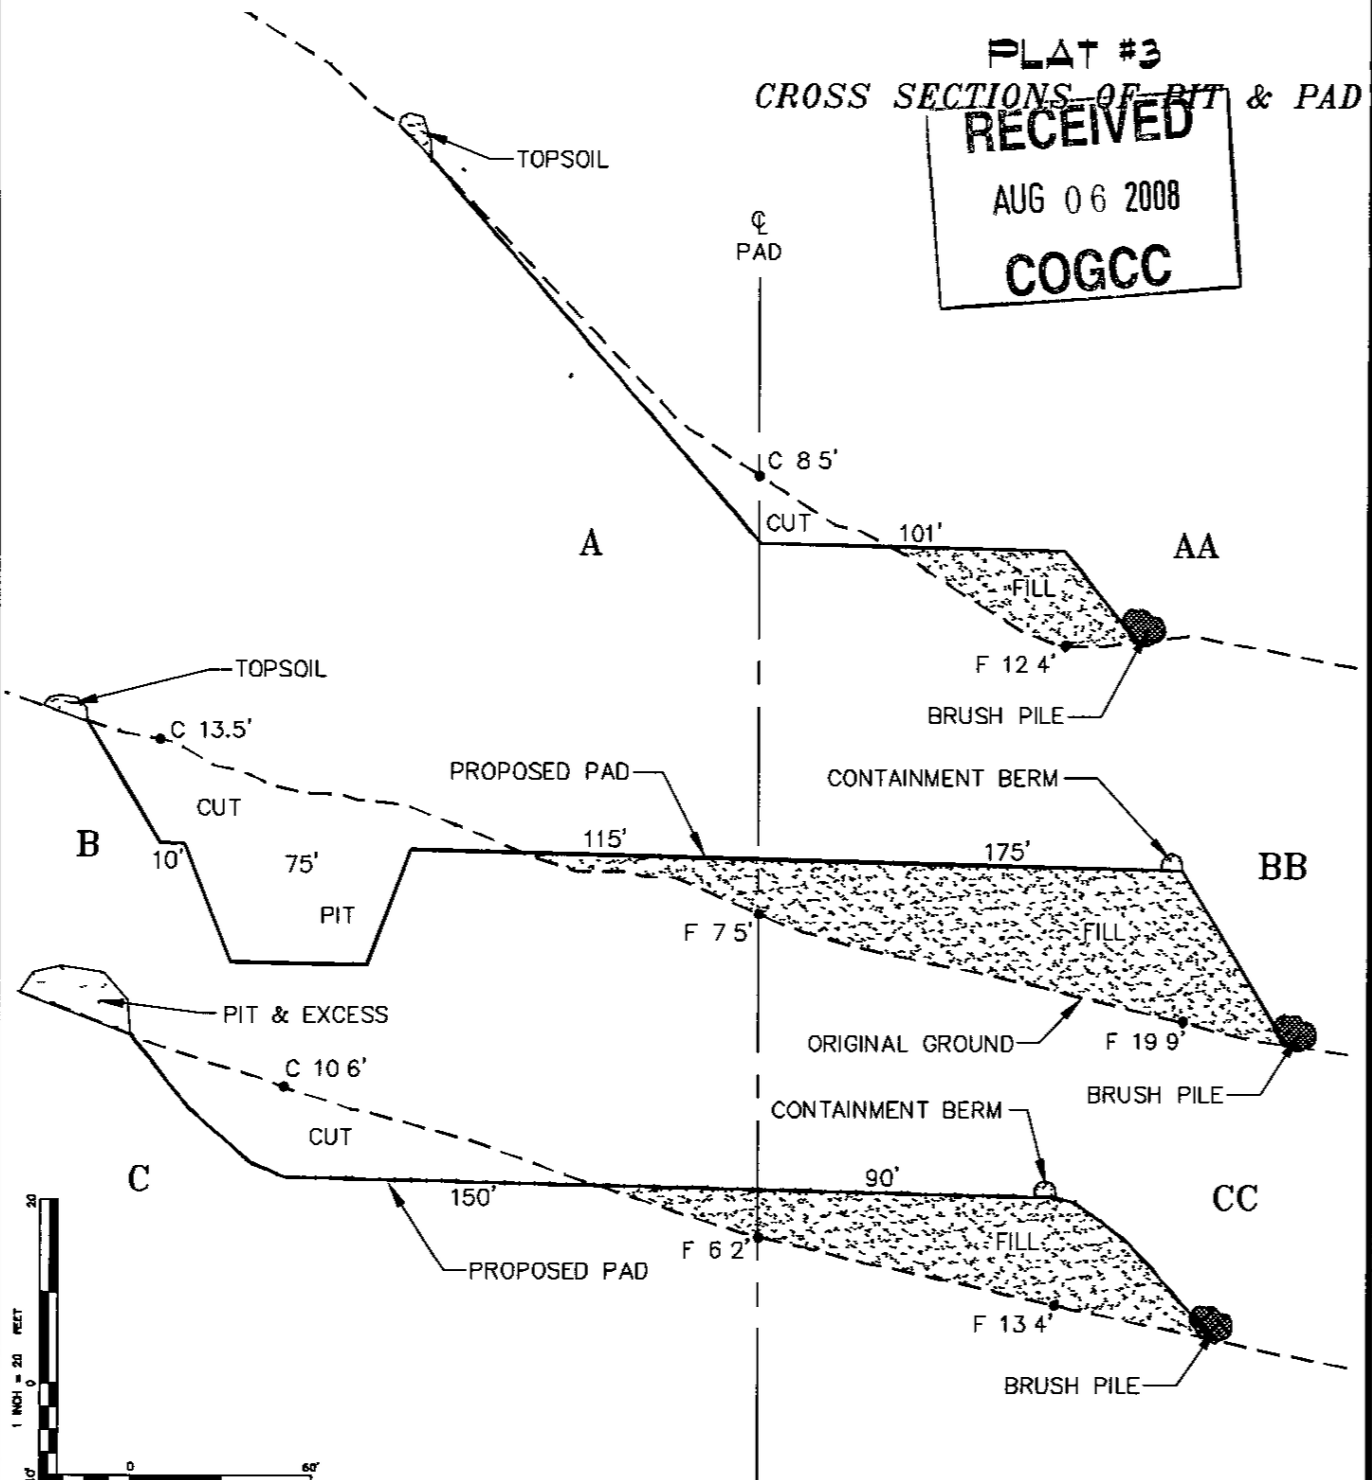 PLAT #3
CROSS SECTIONS OF PIT & PAD
RECEIVED
AUG 06 2008
COGCC
TOPSOIL
℄
PAD
C 8 5'
CUT
101'
A
AA
FILL
F 12 4'
BRUSH PILE
TOPSOIL
C 13.5'
PROPOSED PAD
CONTAINMENT BERM
CUT
B
10'
75'
115'
175'
BB
PIT
F 7 5'
FILL
PIT & EXCESS
ORIGINAL GROUND
F 19 9'
C 10 6'
BRUSH PILE
CONTAINMENT BERM
CUT
C
150'
90'
CC
F 6 2'
FILL
PROPOSED PAD
F 13 4'
BRUSH PILE
20
1 INCH = 20 FEET
0
0
60'